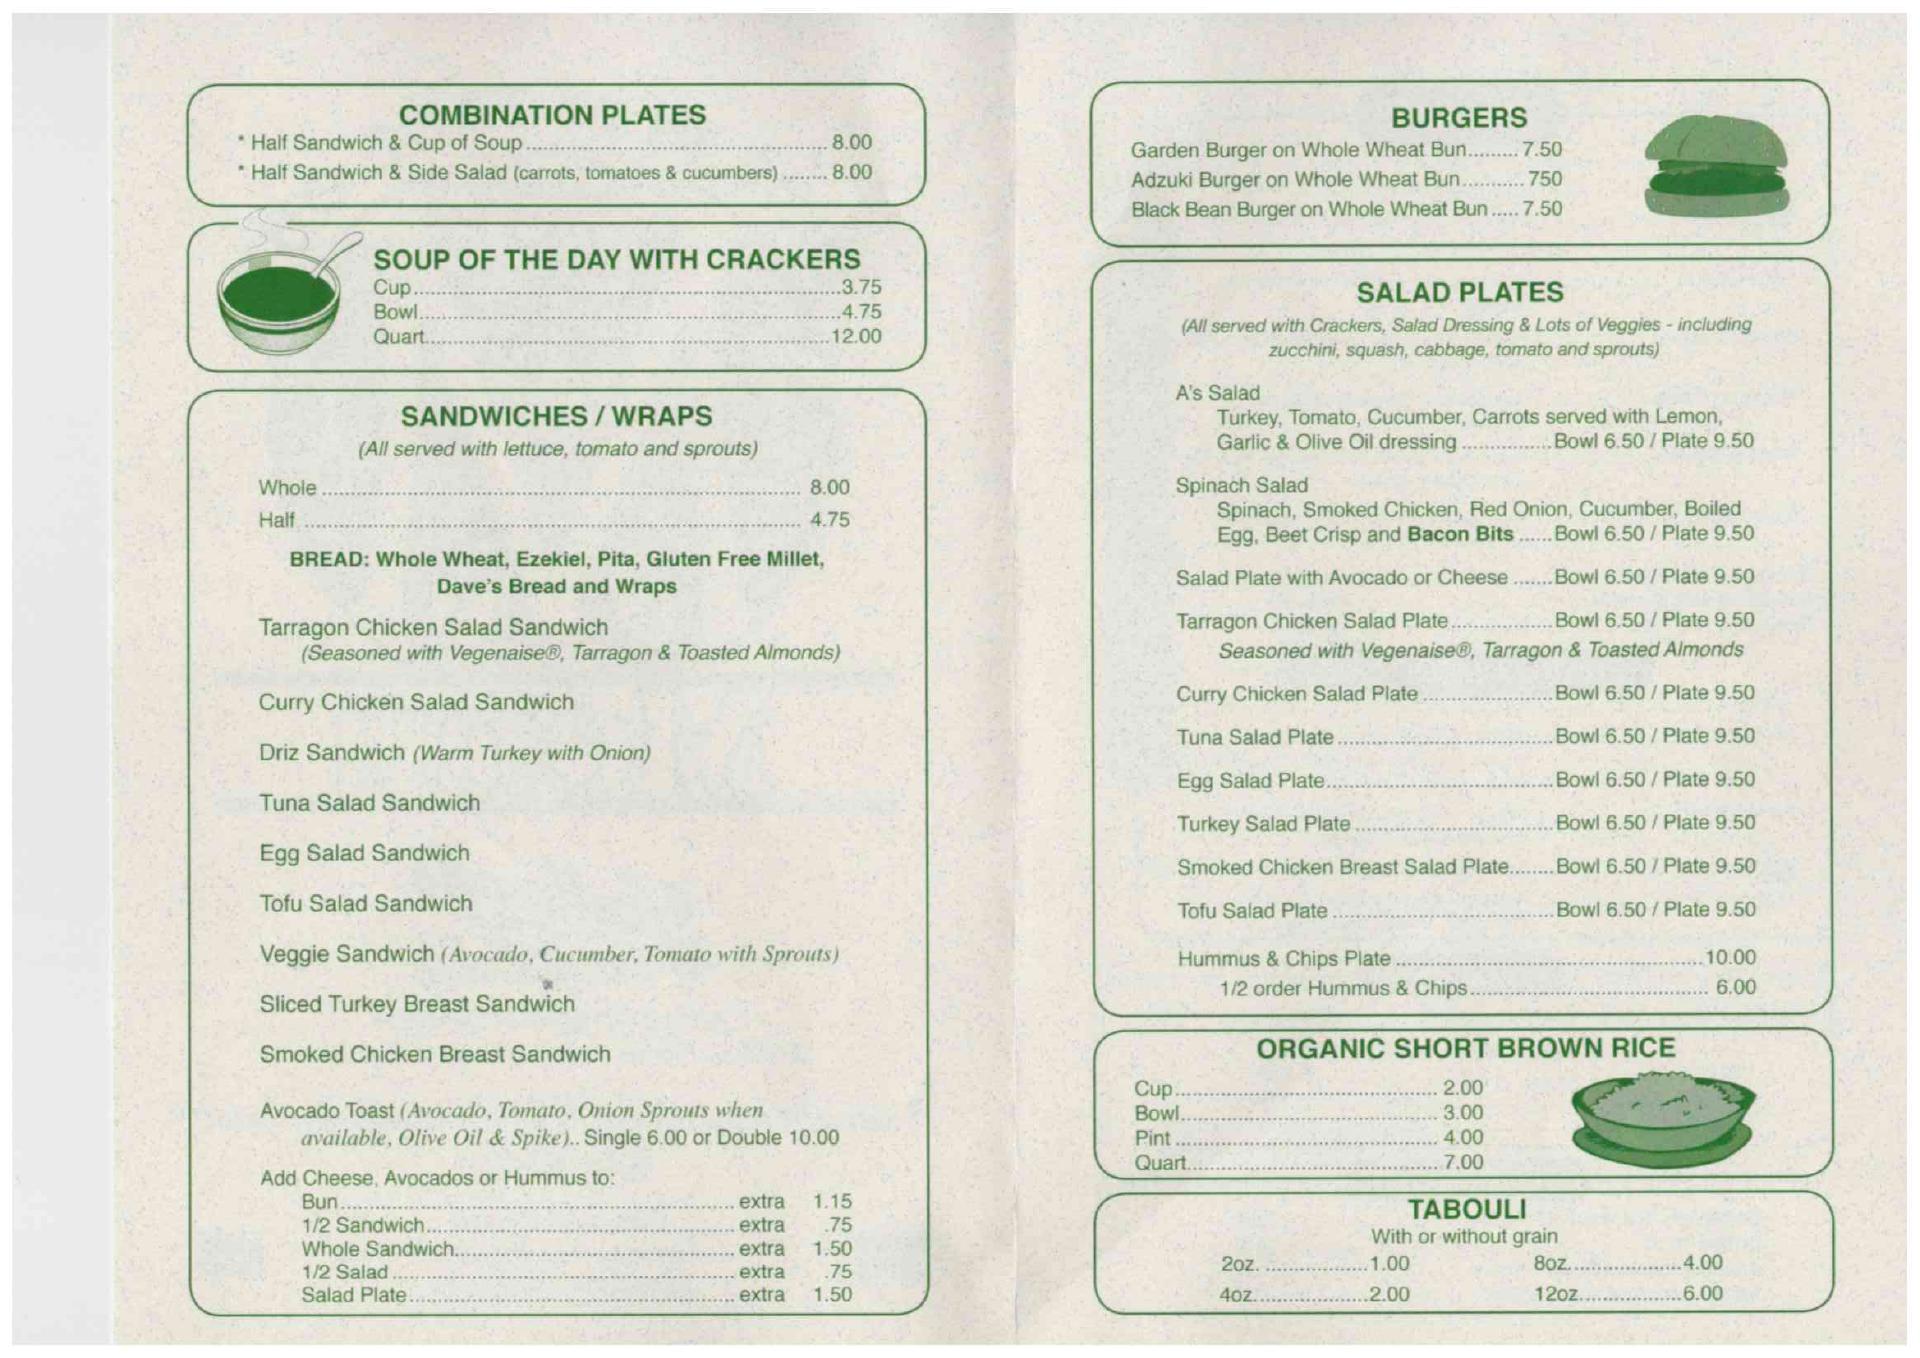 COMBINATION PLATES
* Half Sandwich & Cup of Soup ........ 8.00
* Half Sandwich & Side Salad (carrots, tomatoes & cucumbers) ........ 8.00
SOUP OF THE DAY WITH CRACKERS
Cup ........ 3.75
Bowl ........ 4.75
Quart ........ 12.00
SANDWICHES / WRAPS
(All served with lettuce, tomato and sprouts)
Whole ........ 8.00
Half ........ 4.75
BREAD: Whole Wheat, Ezekiel, Pita, Gluten Free Millet,
Dave's Bread and Wraps
Tarragon Chicken Salad Sandwich
(Seasoned with Vegenaise®, Tarragon & Toasted Almonds)
Curry Chicken Salad Sandwich
Driz Sandwich (Warm Turkey with Onion)
Tuna Salad Sandwich
Egg Salad Sandwich
Tofu Salad Sandwich
Veggie Sandwich (Avocado, Cucumber, Tomato with Sprouts)
Sliced Turkey Breast Sandwich
Smoked Chicken Breast Sandwich
Avocado Toast (Avocado, Tomato, Onion Sprouts when
available, Olive Oil & Spike).. Single 6.00 or Double 10.00
Add Cheese, Avocados or Hummus to:
Bun ........ extra 1.15
1/2 Sandwich ........ extra .75
Whole Sandwich ........ extra 1.50
1/2 Salad ........ extra .75
Salad Plate ........ extra 1.50
BURGERS
Garden Burger on Whole Wheat Bun ........ 7.50
Adzuki Burger on Whole Wheat Bun ........ 750
Black Bean Burger on Whole Wheat Bun ..... 7.50
SALAD PLATES
(All served with Crackers, Salad Dressing & Lots of Veggies - including
zucchini, squash, cabbage, tomato and sprouts)
A's Salad
Turkey, Tomato, Cucumber, Carrots served with Lemon,
Garlic & Olive Oil dressing ........ Bowl 6.50 / Plate 9.50
Spinach Salad
Spinach, Smoked Chicken, Red Onion, Cucumber, Boiled
Egg, Beet Crisp and Bacon Bits ...... Bowl 6.50 / Plate 9.50
Salad Plate with Avocado or Cheese ....... Bowl 6.50 / Plate 9.50
Tarragon Chicken Salad Plate ........ Bowl 6.50 / Plate 9.50
Seasoned with Vegenaise®, Tarragon & Toasted Almonds
Curry Chicken Salad Plate ........ Bowl 6.50 / Plate 9.50
Tuna Salad Plate ........ Bowl 6.50 / Plate 9.50
Egg Salad Plate ........ Bowl 6.50 / Plate 9.50
Turkey Salad Plate ........ Bowl 6.50 / Plate 9.50
Smoked Chicken Breast Salad Plate ........ Bowl 6.50 / Plate 9.50
Tofu Salad Plate ........ Bowl 6.50 / Plate 9.50
Hummus & Chips Plate ........ 10.00
1/2 order Hummus & Chips ........ 6.00
ORGANIC SHORT BROWN RICE
Cup ........ 2.00
Bowl ........ 3.00
Pint ........ 4.00
Quart ........ 7.00
TABOULI
With or without grain
2oz. ........ 1.00 8oz. ........ 4.00
4oz ........ 2.00 12oz ........ 6.00